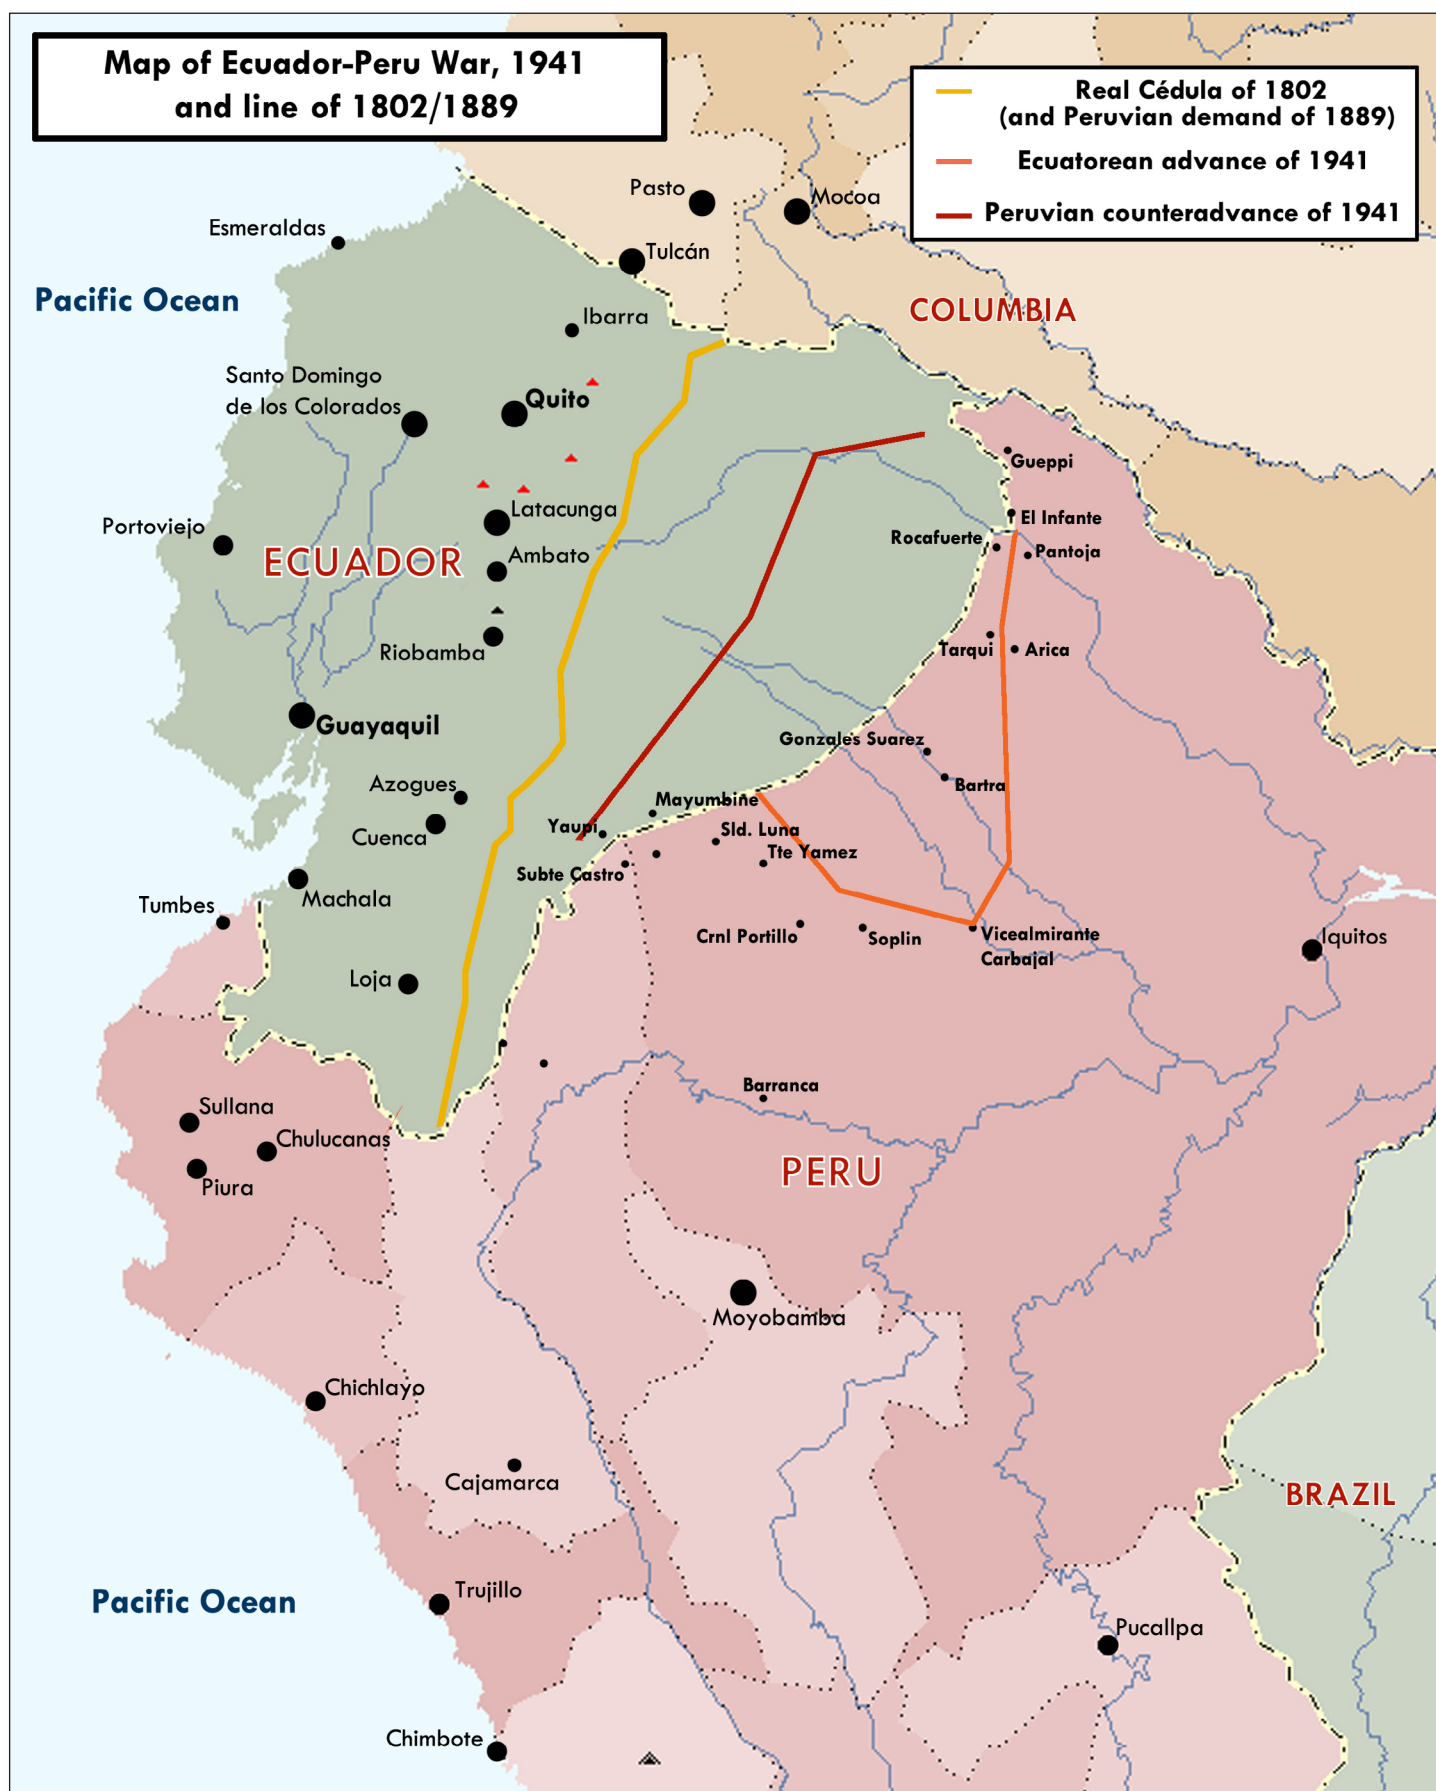 Map of Ecuador-Peru War, 1941
and line of 1802/1889
Real Cédula of 1802
(and Peruvian demand of 1889)
Ecuatorean advance of 1941
Peruvian counteradvance of 1941
Pasto
Mocoa
Esmeraldas
Tulcán
Pacific Ocean
COLUMBIA
Ibarra
Santo Domingo
de los Colorados
Quito
Gueppi
Latacunga
El Infante
Portoviejo
Rocafuerte
ECUADOR
Ambato
Pantoja
Riobamba
Tarqui
Arica
Guayaquil
Gonzales Suarez
Azogues
Bartra
Mayumbine
Cuenca
Yaupi
Sld. Luna
Tte Yamez
Subte Castro
Machala
Tumbes
Crnl Portillo
Soplin
Vicealmirante
Carbajal
Iquitos
Loja
Barranca
Sullana
Chulucanas
PERU
Piura
Moyobamba
Chichlayo
Cajamarca
BRAZIL
Trujillo
Pacific Ocean
Pucallpa
Chimbote